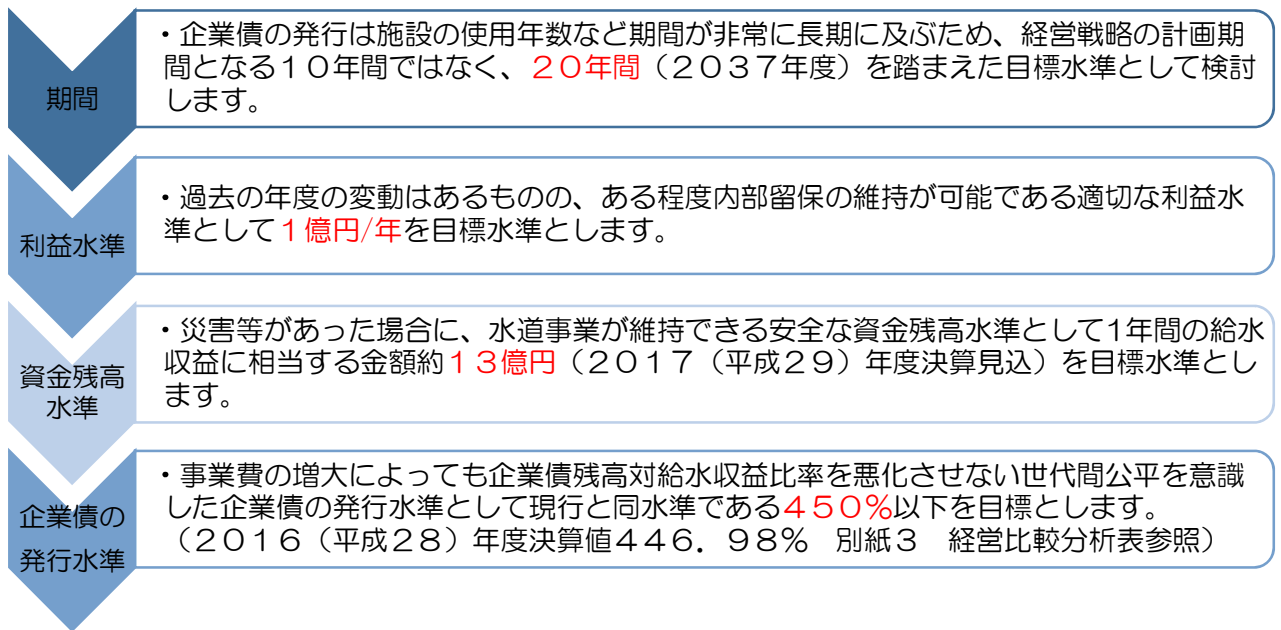 期間
・企業債の発行は施設の使用年数など期間が非常に長期に及ぶため、経営戦略の計画期
間となる１０年間ではなく、２０年間（２０３７年度）を踏まえた目標水準として検討
します。
利益水準
・過去の年度の変動はあるものの、ある程度内部留保の維持が可能である適切な利益水
準として１億円/年を目標水準とします。
資金残高
水準
・災害等があった場合に、水道事業が維持できる安全な資金残高水準として1年間の給水
収益に相当する金額約１３億円（２０１７（平成２９）年度決算見込）を目標水準とし
ます。
企業債の
発行水準
・事業費の増大によっても企業債残高対給水収益比率を悪化させない世代間公平を意識
した企業債の発行水準として現行と同水準である４５０%以下を目標とします。
（２０１６（平成２８）年度決算値４４６．９８%　別紙３　経営比較分析表参照）